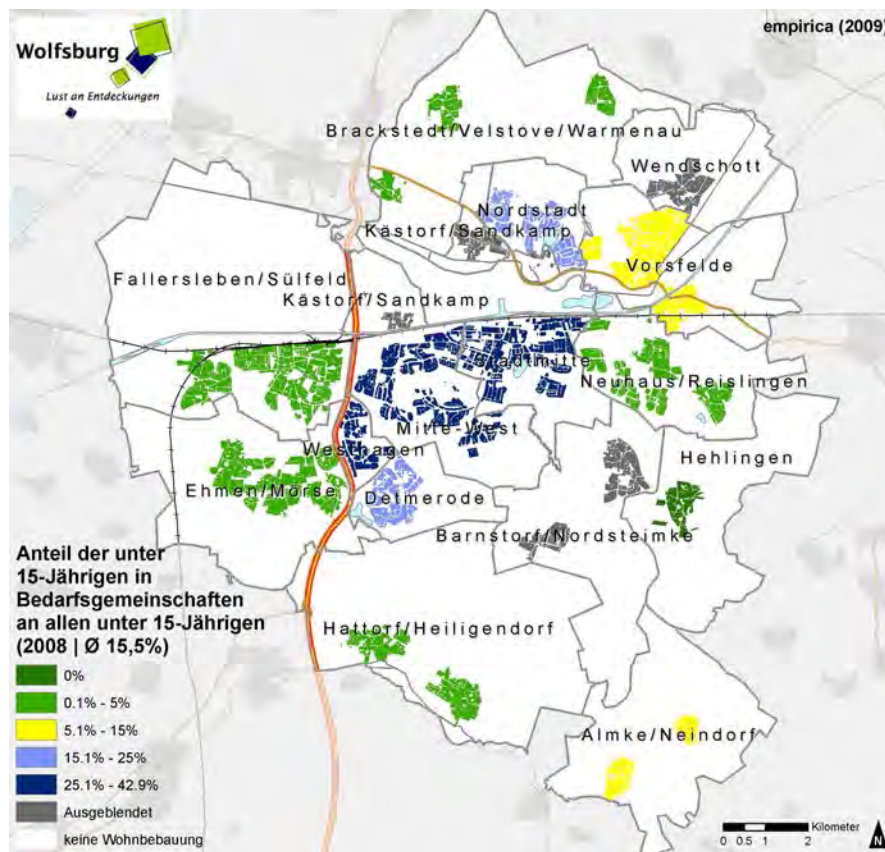 Wolfsburg
Lust an Entdeckungen
empirica (2009)
Brackstedt/Velstove/Warmenau
Wendschott
Nordstadt
Kästorf/Sandkamp
Vorsfelde
Fallersleben/Sülfeld
Kästorf/Sandkamp
Stadtmitte
Neuhaus/Reislingen
Mitte-West
Westhagen
Hehlingen
Ehmen/Mörse
Detmerode
Barnstorf/Nordsteimke
Hattorf/Heiligendorf
Almke/Neindorf
Anteil der unter
15-Jährigen in
Bedarfsgemeinschaften
an allen unter 15-Jährigen
(2008 | Ø 15,5%)
0%
0.1% - 5%
5.1% - 15%
15.1% - 25%
25.1% - 42.9%
Ausgeblendet
keine Wohnbebauung
Kilometer
0 0.5 1 2
N